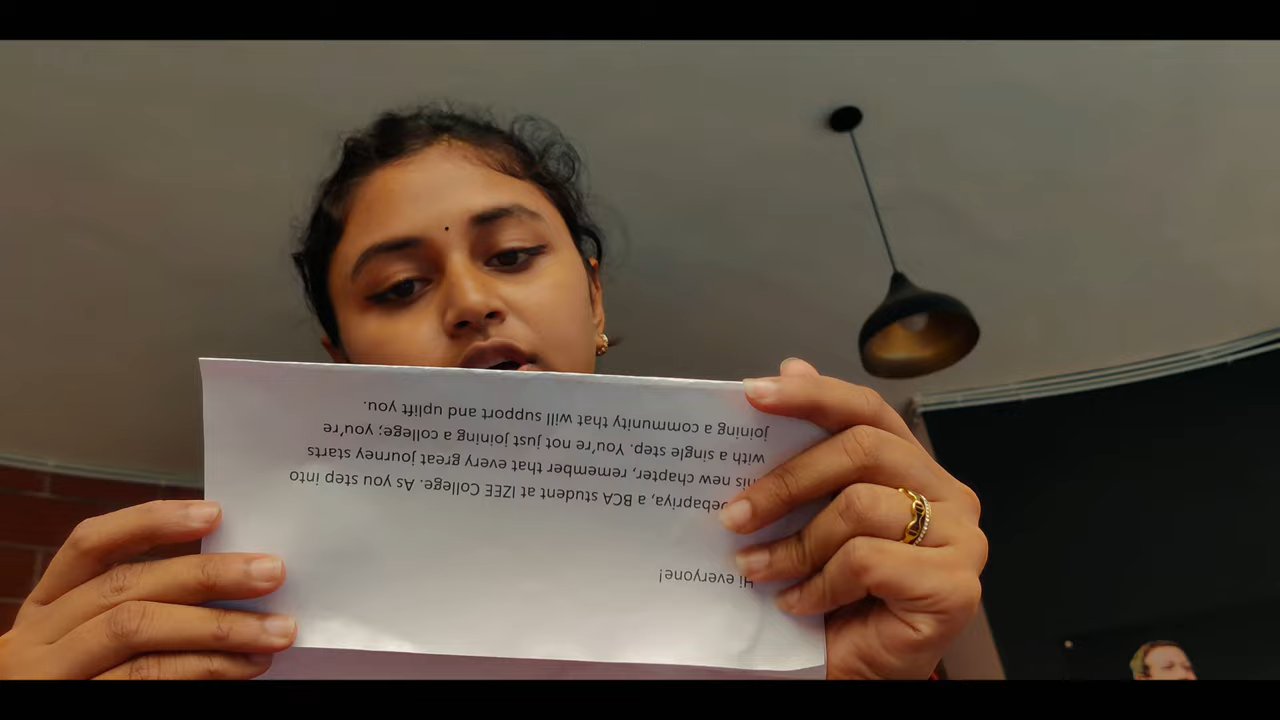 Hi everyone!
Debapriya, a BCA student at IZEE College. As you step into
this new chapter, remember that every great journey starts
with a single step. You're not just joining a college; you're
joining a community that will support and uplift you.